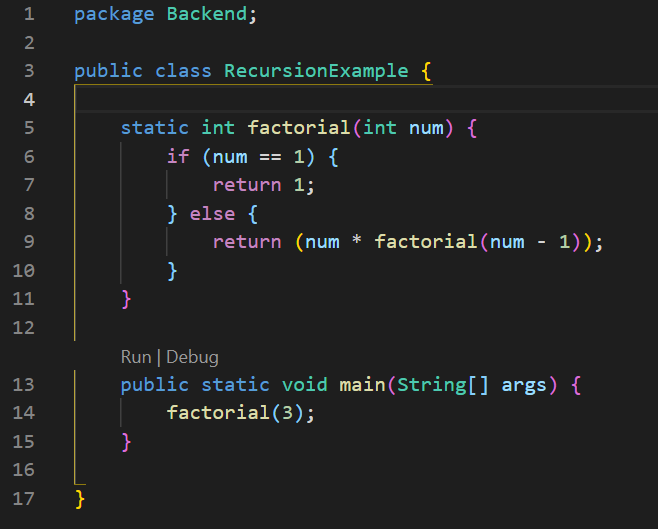 1 package Backend;
2
3 public class RecursionExample {
4
5     static int factorial(int num) {
6         if (num == 1) {
7             return 1;
8         } else {
9             return (num * factorial(num - 1));
10         }
11     }
12
Run | Debug
13     public static void main(String[] args) {
14         factorial(3);
15     }
16
17 }